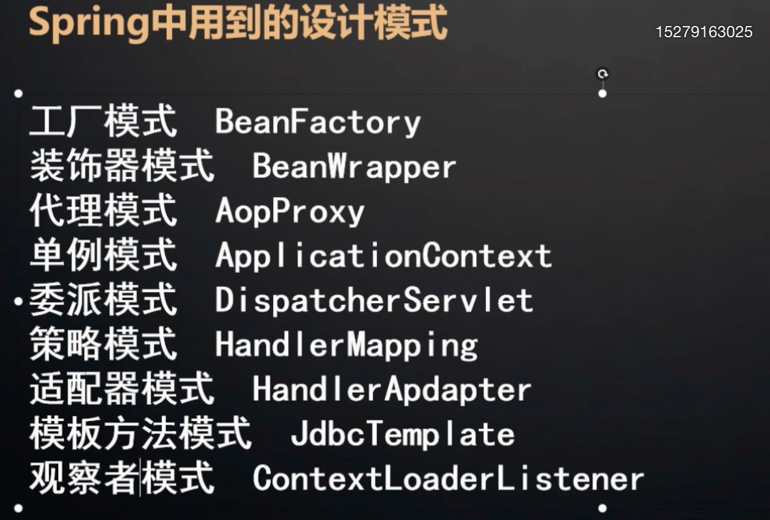 Spring中用到的设计模式
15279163025
工厂模式 BeanFactory
装饰器模式 BeanWrapper
代理模式 AopProxy
单例模式 ApplicationContext
委派模式 DispatcherServlet
策略模式 HandlerMapping
适配器模式 HandlerApdapter
模板方法模式 JdbcTemplate
观察者模式 ContextLoaderListener